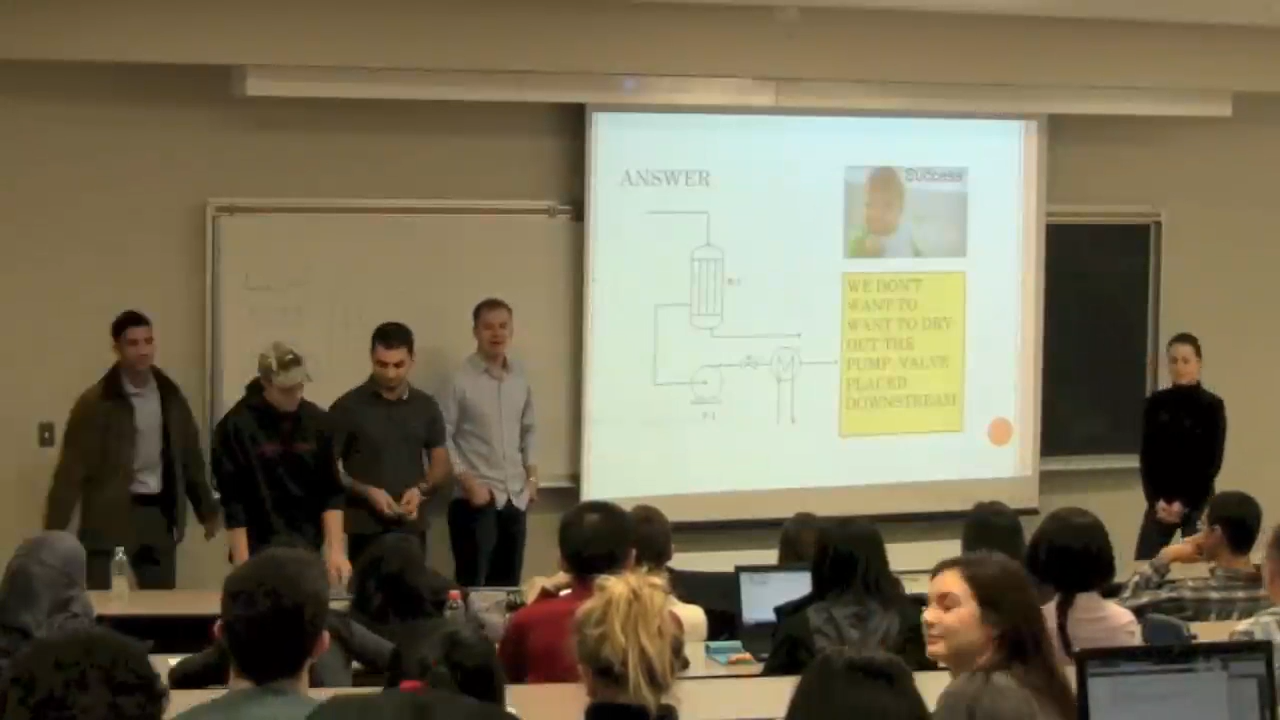 ANSWER
Success
WE DON'T
WANT TO
WANT TO DRY
OUT THE
PUMP. VALVE
PLACED
DOWNSTREAM